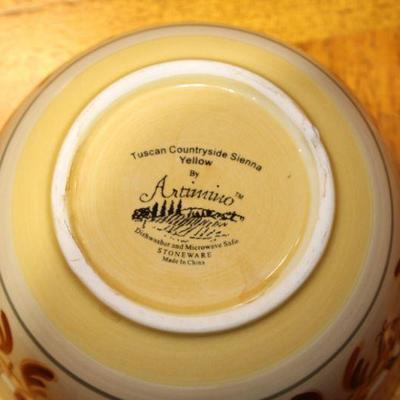 Tuscan Countryside Sienna
Yellow
By
Artimino™
Dishwasher and Microwave Safe
STONEWARE
Made In China